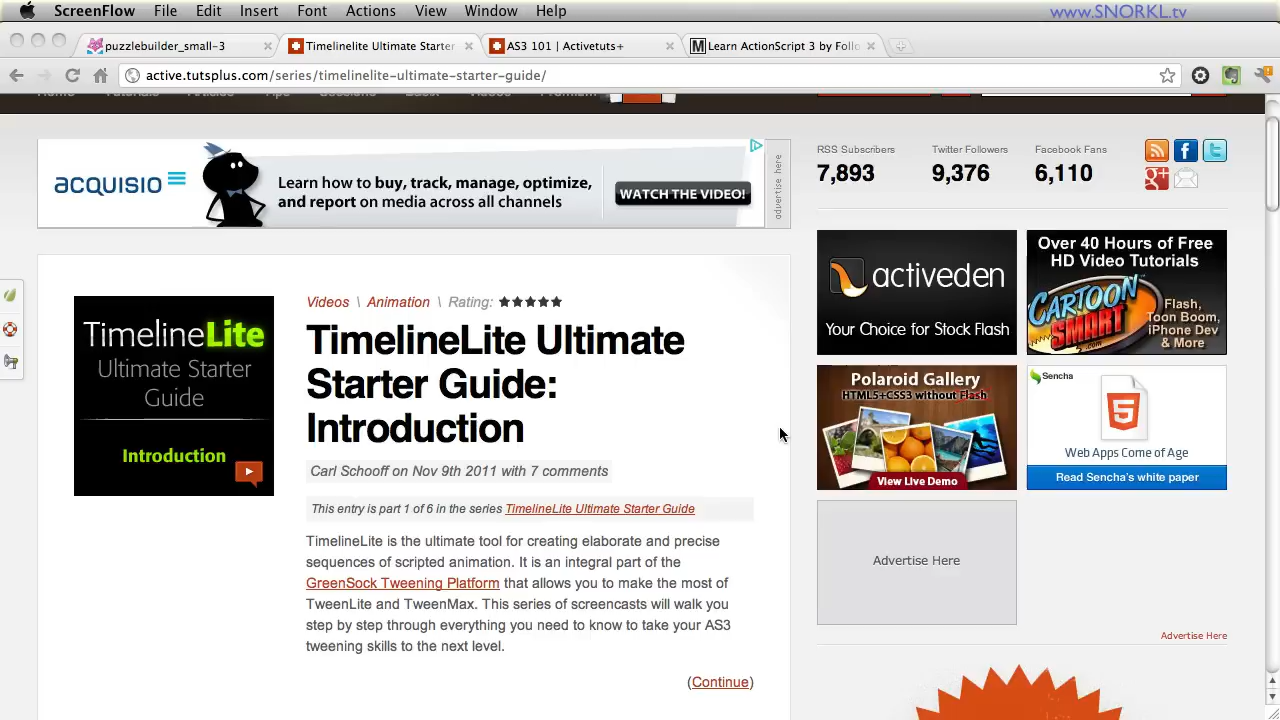 ScreenFlow File Edit Insert Font Actions View Window Help
www.SNORKL.tv
puzzlebuilder_small-3
Timelinelite Ultimate Starter
AS3 101 | Activetuts+
Learn ActionScript 3 by Follo
active.tutsplus.com/series/timelinelite-ultimate-starter-guide/
acquisio
Learn how to buy, track, manage, optimize,
and report on media across all channels
WATCH THE VIDEO!
advertise here
RSS Subscribers
7,893
Twitter Followers
9,376
Facebook Fans
6,110
TimelineLite
Ultimate Starter
Guide
Introduction
Videos \ Animation \ Rating: ★★★★★
TimelineLite Ultimate
Starter Guide:
Introduction
Carl Schooff on Nov 9th 2011 with 7 comments
This entry is part 1 of 6 in the series TimelineLite Ultimate Starter Guide
TimelineLite is the ultimate tool for creating elaborate and precise
sequences of scripted animation. It is an integral part of the
GreenSock Tweening Platform that allows you to make the most of
TweenLite and TweenMax. This series of screencasts will walk you
step by step through everything you need to know to take your AS3
tweening skills to the next level.
(Continue)
activeden
Your Choice for Stock Flash
Over 40 Hours of Free
HD Video Tutorials
CARTOON
SMART
.com
Flash,
Toon Boom,
iPhone Dev
& More
Polaroid Gallery
HTML5+CSS3 without Flash
View Live Demo
Sencha
5
Web Apps Come of Age
Read Sencha's white paper
Advertise Here
Advertise Here